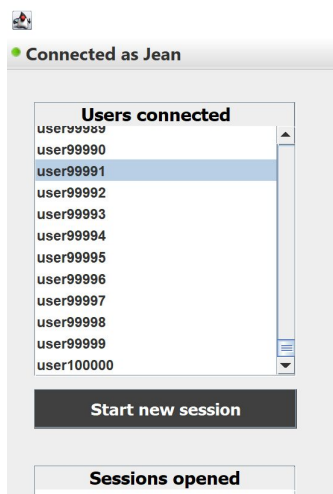 Connected as Jean
Users connected
user99989
user99990
user99991
user99992
user99993
user99994
user99995
user99996
user99997
user99998
user99999
user100000
Start new session
Sessions opened